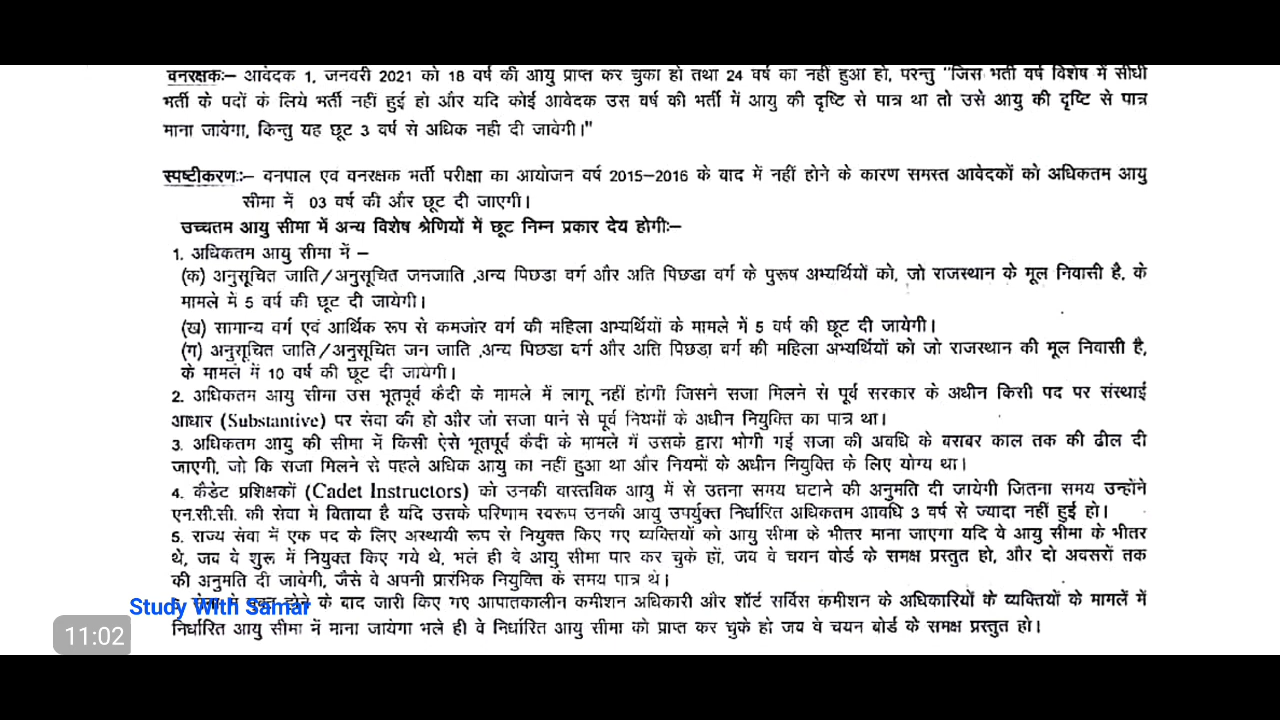 वनरक्षकः– आवेदक 1, जनवरी 2021 को 18 वर्ष की आयु प्राप्त कर चुका हो तथा 24 वर्ष का नहीं हुआ हो, परन्तु "जिस भर्ती वर्ष विशेष में सीधी
भर्ती के पदों के लिये भर्ती नहीं हुई हो और यदि कोई आवेदक उस वर्ष की भर्ती में आयु की दृष्टि से पात्र था तो उसे आयु की दृष्टि से पात्र
माना जावेगा, किन्तु यह छूट 3 वर्ष से अधिक नही दी जावेगी।"
स्पष्टीकरणः– वनपाल एवं वनरक्षक भर्ती परीक्षा का आयोजन वर्ष 2015–2016 के बाद में नहीं होने के कारण समस्त आवेदकों को अधिकतम आयु
सीमा में 03 वर्ष की और छूट दी जाएगी।
उच्चतम आयु सीमा में अन्य विशेष श्रेणियों में छूट निम्न प्रकार देय होगीः–
1. अधिकतम आयु सीमा में –
(क) अनुसूचित जाति/अनुसूचित जनजाति ,अन्य पिछडा वर्ग और अति पिछडा वर्ग के पुरूष अभ्यर्थियों को, जो राजस्थान के मूल निवासी है, के
मामले में 5 वर्ष की छूट दी जायेगी।
(ख) सामान्य वर्ग एवं आर्थिक रूप से कमजोर वर्ग की महिला अभ्यर्थियों के मामले में 5 वर्ष की छूट दी जायेगी।
(ग) अनुसूचित जाति/अनुसूचित जन जाति ,अन्य पिछडा वर्ग और अति पिछडा वर्ग की महिला अभ्यर्थियों को जो राजस्थान की मूल निवासी है,
के मामले में 10 वर्ष की छूट दी जायेगी।
2. अधिकतम आयु सीमा उस भूतपूर्व कैदी के मामले में लागू नहीं होगी जिसने सजा मिलने से पूर्व सरकार के अधीन किसी पद पर संस्थाई
आधार (Substantive) पर सेवा की हो और जो सजा पाने से पूर्व नियमों के अधीन नियुक्ति का पात्र था।
3. अधिकतम आयु की सीमा में किसी ऐसे भूतपूर्व कैदी के मामले में उसके द्वारा भोगी गई सजा की अवधि के बराबर काल तक की ढील दी
जाएगी, जो कि सजा मिलने से पहले अधिक आयु का नहीं हुआ था और नियमों के अधीन नियुक्ति के लिए योग्य था।
4. कैडेट प्रशिक्षकों (Cadet Instructors) को उनकी वास्तविक आयु में से उतना समय घटाने की अनुमति दी जायेगी जितना समय उन्होंने
एन.सी.सी. की सेवा मे बिताया है यदि उसके परिणाम स्वरूप उनकी आयु उपर्युक्त निर्धारित अधिकतम आवधि 3 वर्ष से ज्यादा नहीं हुई हो।
5. राज्य सेवा में एक पद के लिए अस्थायी रूप से नियुक्त किए गए व्यक्तियों को आयु सीमा के भीतर माना जाएगा यदि वे आयु सीमा के भीतर
थे, जब वे शुरू में नियुक्त किए गये थे, भले ही वे आयु सीमा पार कर चुके हों, जब वे चयन वोर्ड के समक्ष प्रस्तुत हो, और दो अवसरों तक
की अनुमति दी जावेगी, जैसे वे अपनी प्रारंभिक नियुक्ति के समय पात्र थे।
के बाद जारी किए गए आपातकालीन कमीशन अधिकारी और शॉर्ट सर्विस कमीशन के अधिकारियों के व्यक्तियों के मामलें में
Study With Samar
निर्धारित आयु सीमा में माना जायेगा भले ही वे निर्धारित आयु सीमा को प्राप्त कर चुके हो जब वे चयन बोर्ड के समक्ष प्रस्तुत हो।
11:02